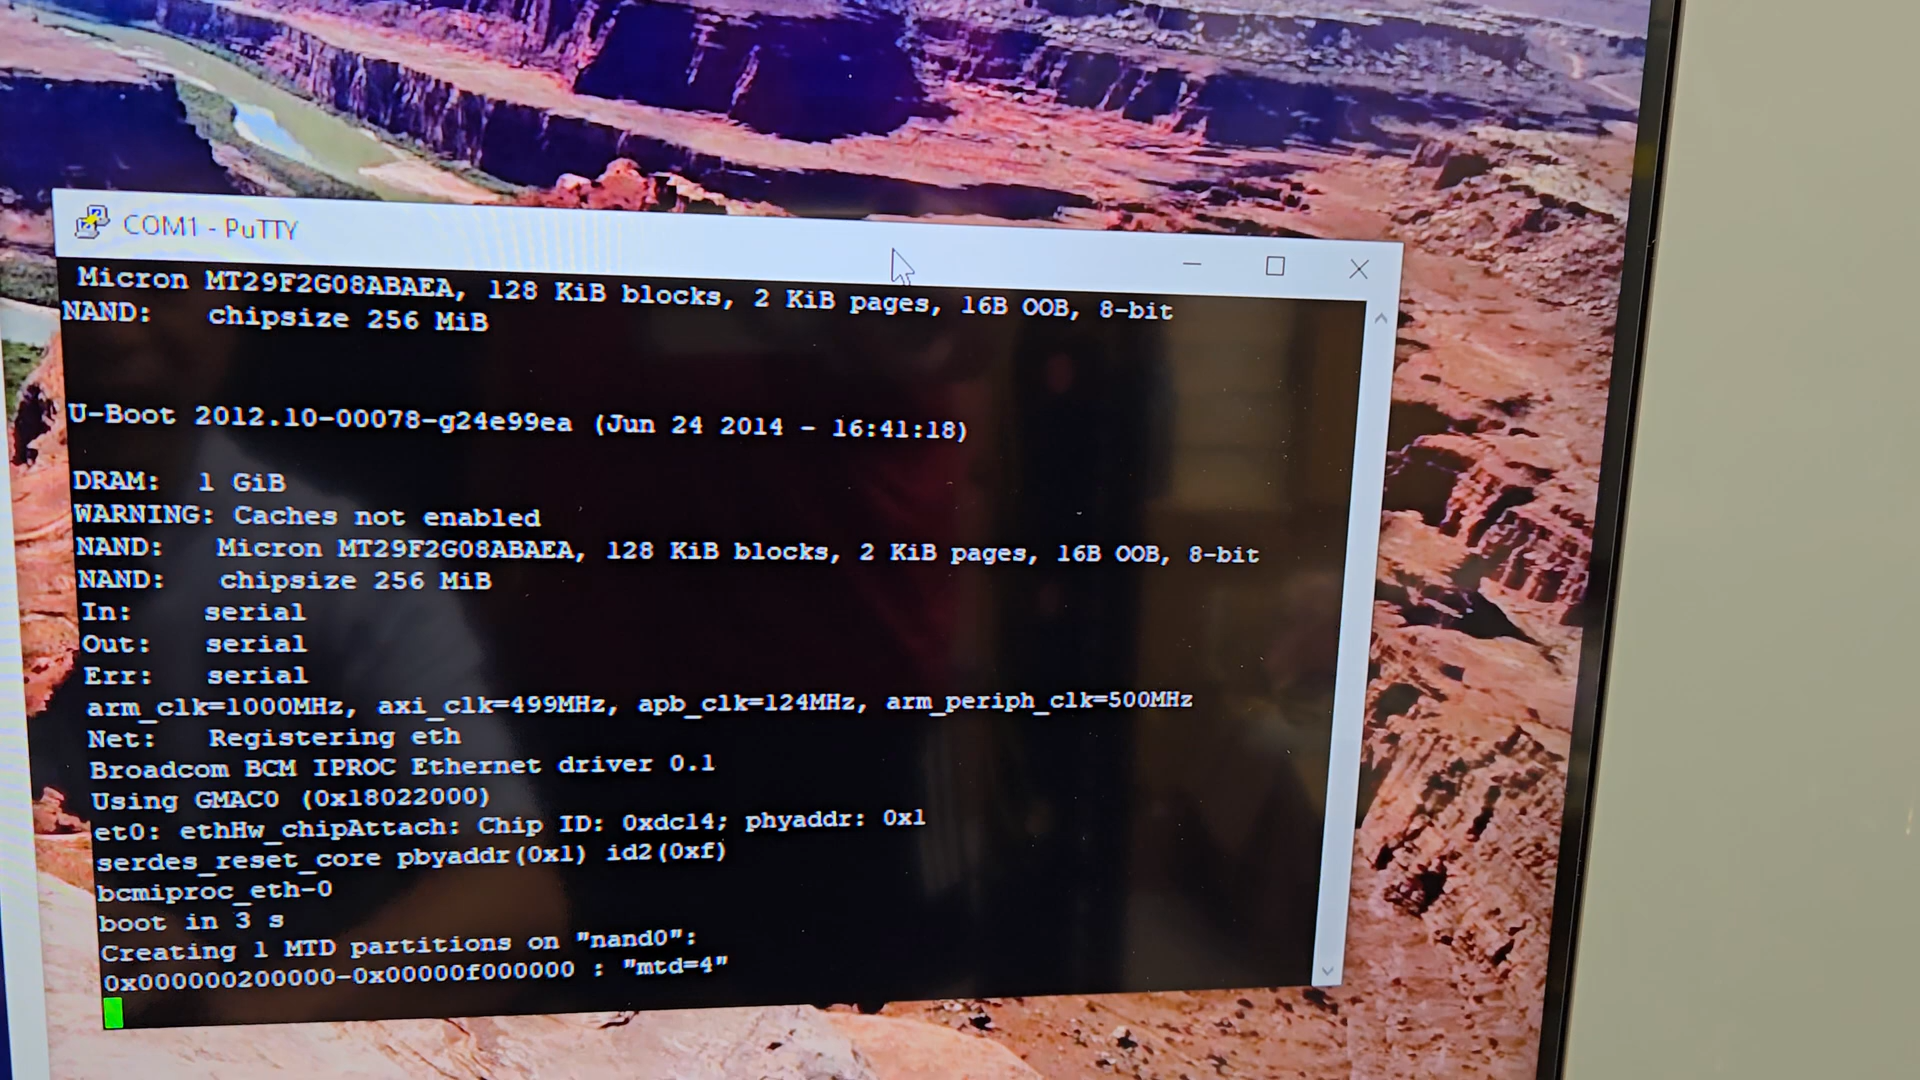 COM1 - PuTTY
Micron MT29F2G08ABAEA, 128 KiB blocks, 2 KiB pages, 16B OOB, 8-bit
NAND:   chipsize 256 MiB
U-Boot 2012.10-00078-g24e99ea (Jun 24 2014 - 16:41:18)
DRAM:  1 GiB
WARNING: Caches not enabled
NAND:   Micron MT29F2G08ABAEA, 128 KiB blocks, 2 KiB pages, 16B OOB, 8-bit
NAND:   chipsize 256 MiB
In:    serial
Out:   serial
Err:   serial
arm_clk=1000MHz, axi_clk=499MHz, apb_clk=124MHz, arm_periph_clk=500MHz
Net:   Registering eth
Broadcom BCM IPROC Ethernet driver 0.1
Using GMAC0 (0x18022000)
et0: ethHw_chipAttach: Chip ID: 0xdc14; phyaddr: 0x1
serdes_reset_core pbyaddr(0x1) id2(0xf)
bcmiproc_eth-0
boot in 3 s
Creating 1 MTD partitions on "nand0":
0x000000200000-0x00000f000000 : "mtd=4"